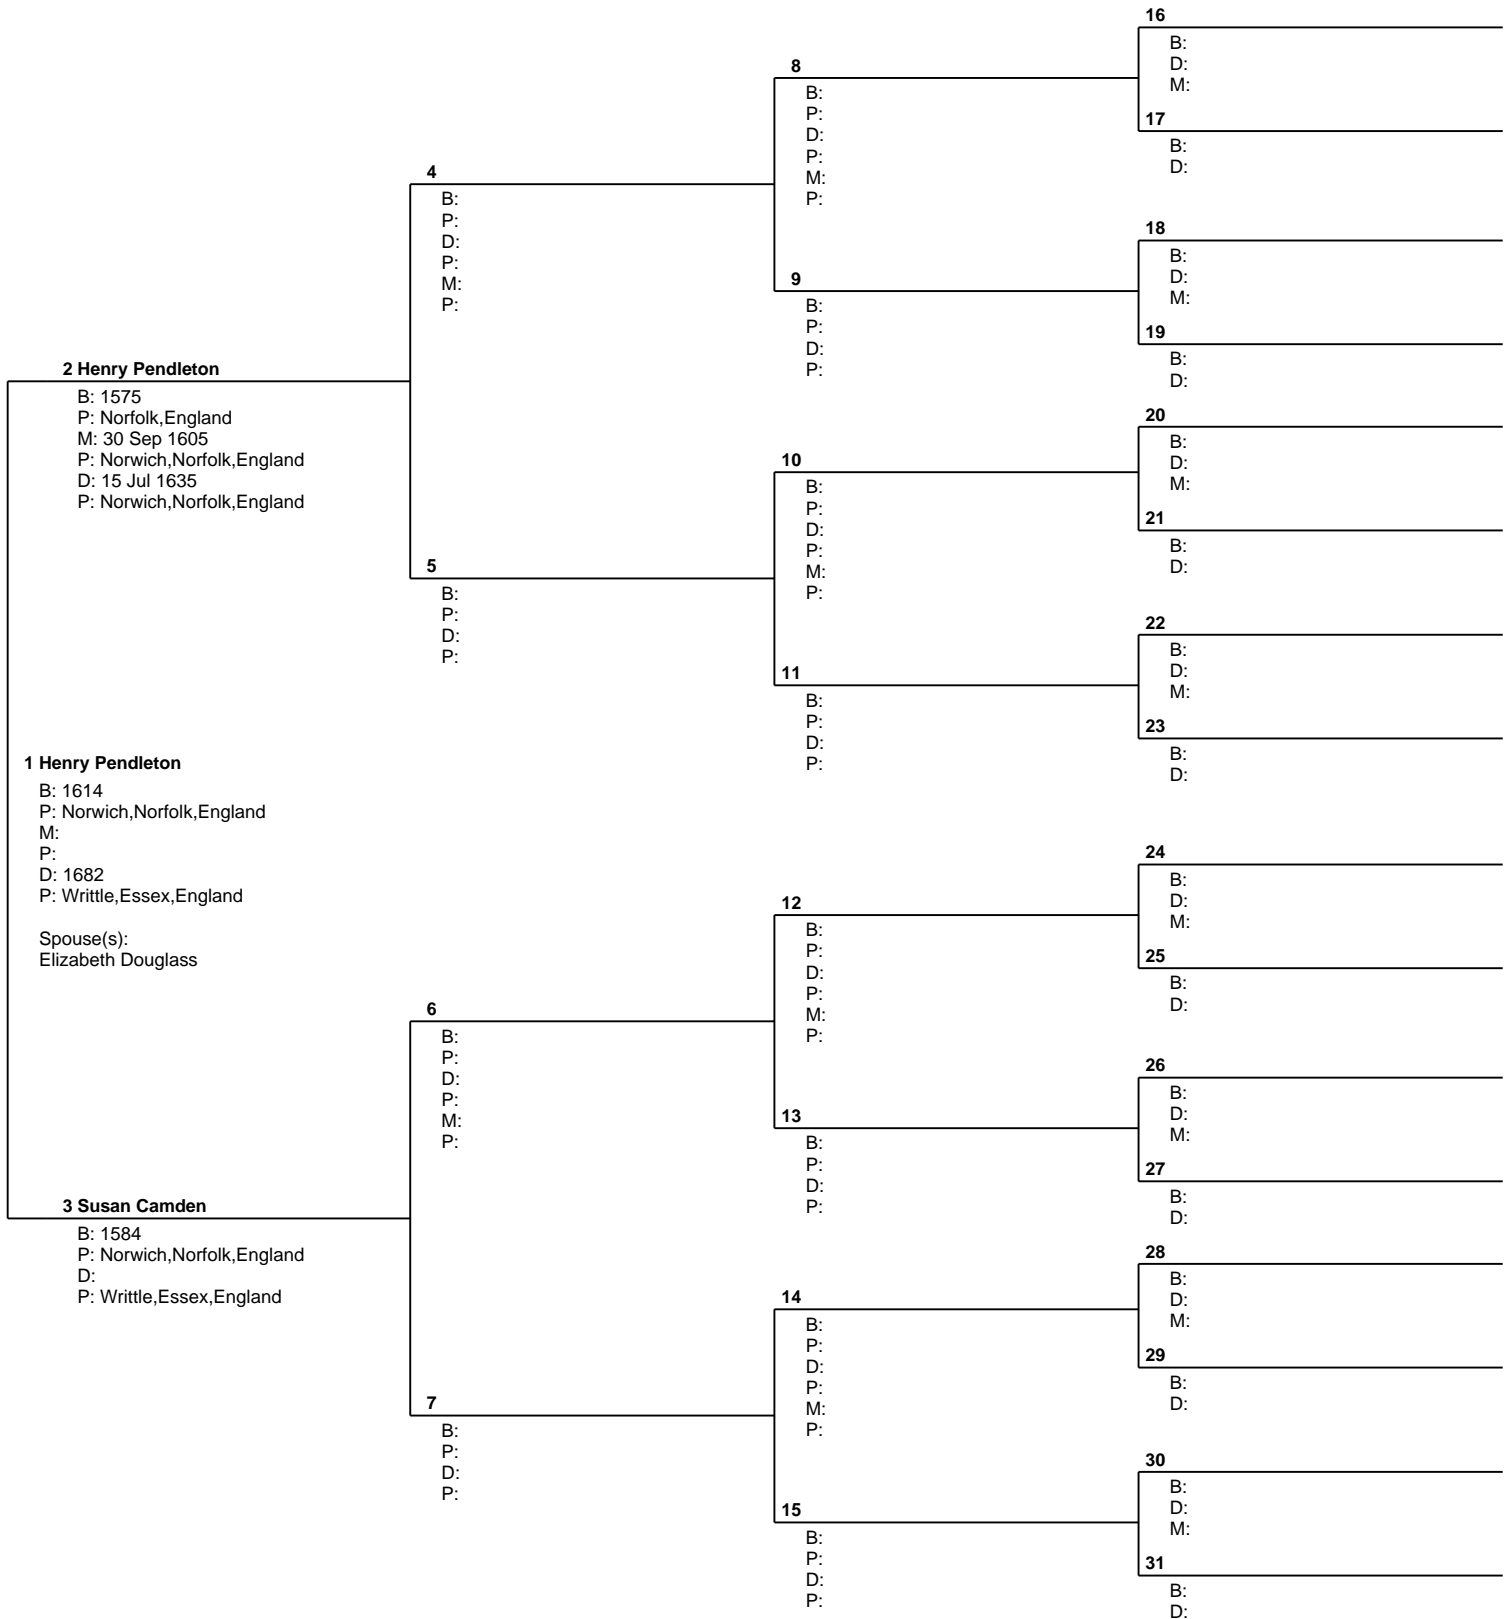 1 Henry Pendleton
B: 1614
P: Norwich,Norfolk,England
M:
P:
D: 1682
P: Writtle,Essex,England
Spouse(s):
Elizabeth Douglass
2 Henry Pendleton
B: 1575
P: Norfolk,England
M: 30 Sep 1605
P: Norwich,Norfolk,England
D: 15 Jul 1635
P: Norwich,Norfolk,England
3 Susan Camden
B: 1584
P: Norwich,Norfolk,England
D:
P: Writtle,Essex,England
4
B:
P:
D:
P:
M:
P:
5
B:
P:
D:
P:
6
B:
P:
D:
P:
M:
P:
7
B:
P:
D:
P:
8
B:
P:
D:
P:
M:
P:
9
B:
P:
D:
P:
10
B:
P:
D:
P:
M:
P:
11
B:
P:
D:
P:
12
B:
P:
D:
P:
M:
P:
13
B:
P:
D:
P:
14
B:
P:
D:
P:
M:
P:
15
B:
P:
D:
P:
16
B:
D:
M:
17
B:
D:
18
B:
D:
M:
19
B:
D:
20
B:
D:
M:
21
B:
D:
22
B:
D:
M:
23
B:
D:
24
B:
D:
M:
25
B:
D:
26
B:
D:
M:
27
B:
D:
28
B:
D:
M:
29
B:
D:
30
B:
D:
M:
31
B:
D: